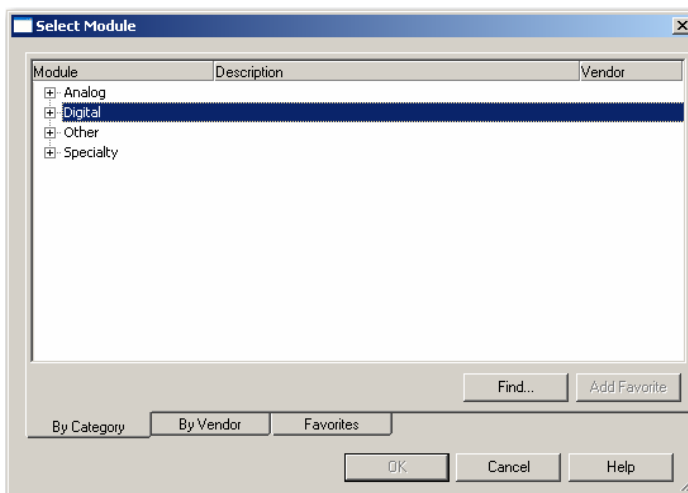 Select Module
Module Description Vendor
Analog
Digital
Other
Specialty
Find... Add Favorite
By Category By Vendor Favorites
OK Cancel Help